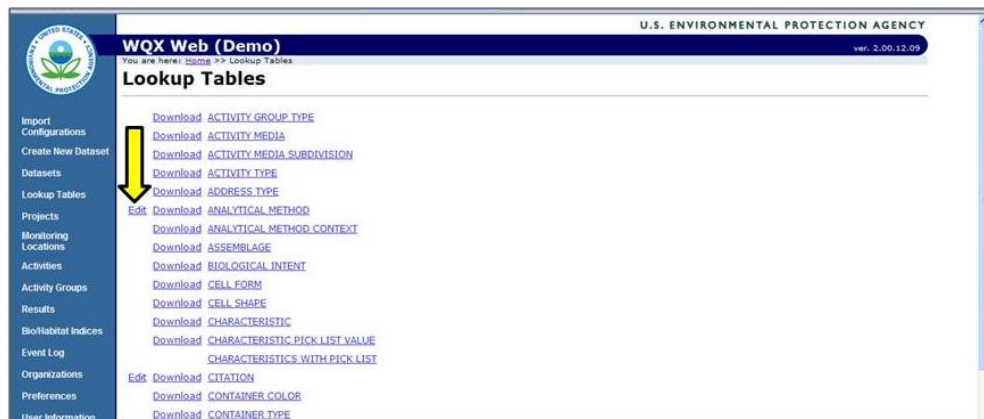 U.S. ENVIRONMENTAL PROTECTION AGENCY
UNITED STATES
ENVIRONMENTAL PROTECTION
WQX Web (Demo)
ver. 2.00.12.09
You are here: Home >> Lookup Tables
Lookup Tables
Import
Configurations
Create New Dataset
Datasets
Lookup Tables
Projects
Monitoring
Locations
Activities
Activity Groups
Results
Bio/Habitat Indices
Event Log
Organizations
Preferences
User Information
Download ACTIVITY GROUP TYPE
Download ACTIVITY MEDIA
Download ACTIVITY MEDIA SUBDIVISION
Download ACTIVITY TYPE
Download ADDRESS TYPE
Edit Download ANALYTICAL METHOD
Download ANALYTICAL METHOD CONTEXT
Download ASSEMBLAGE
Download BIOLOGICAL INTENT
Download CELL FORM
Download CELL SHAPE
Download CHARACTERISTIC
Download CHARACTERISTIC PICK LIST VALUE
CHARACTERISTICS WITH PICK LIST
Edit Download CITATION
Download CONTAINER COLOR
Download CONTAINER TYPE